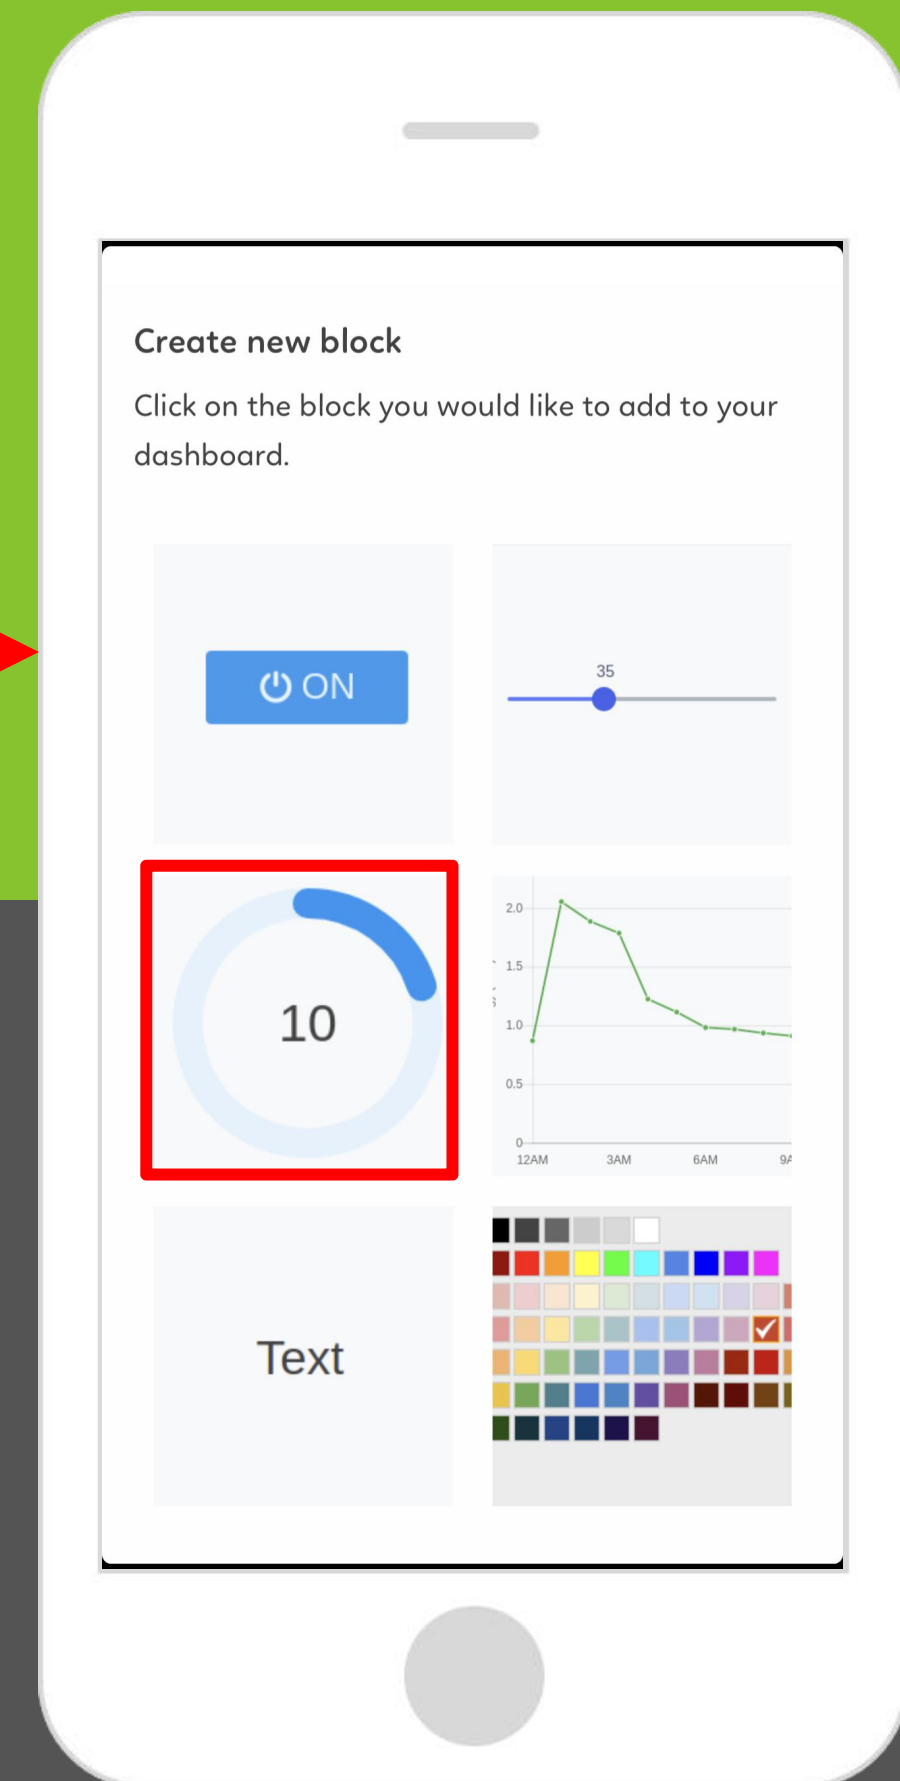 Create new block
Click on the block you would like to add to your
dashboard.
ON
35
10
2.0
1.5
1.0
0.5
0
12AM 3AM 6AM
Text